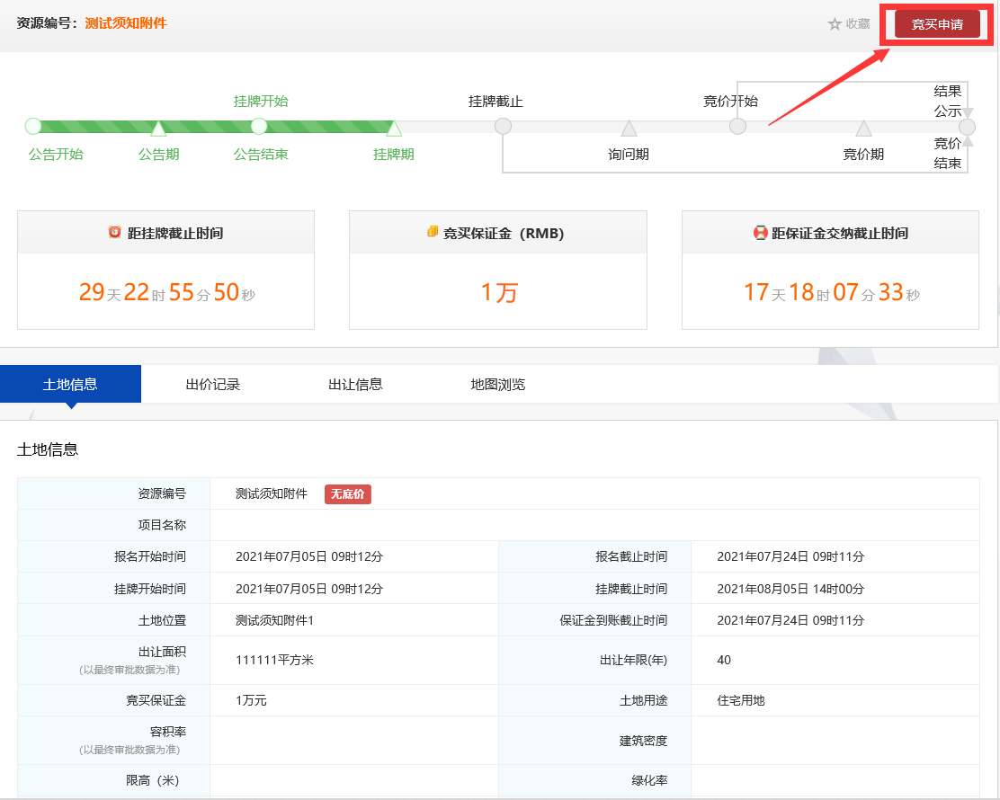 资源编号：测试须知附件
收藏
竞买申请
挂牌开始
挂牌截止
竞价开始
结果
公示
公告开始
公告期
公告结束
挂牌期
询问期
竞价期
竞价
结束
距挂牌截止时间
29天22时55分50秒
竞买保证金（RMB）
1万
距保证金交纳截止时间
17天18时07分33秒
土地信息
出价记录
出让信息
地图浏览
土地信息
资源编号 测试须知附件 无底价
项目名称
报名开始时间 2021年07月05日 09时12分 报名截止时间 2021年07月24日 09时11分
挂牌开始时间 2021年07月05日 09时12分 挂牌截止时间 2021年08月05日 14时00分
土地位置 测试须知附件1 保证金到账截止时间 2021年07月24日 09时11分
出让面积
(以最终审批数据为准)
111111平方米 出让年限(年) 40
竞买保证金 1万元 土地用途 住宅用地
容积率
(以最终审批数据为准)
建筑密度
限高（米） 绿化率